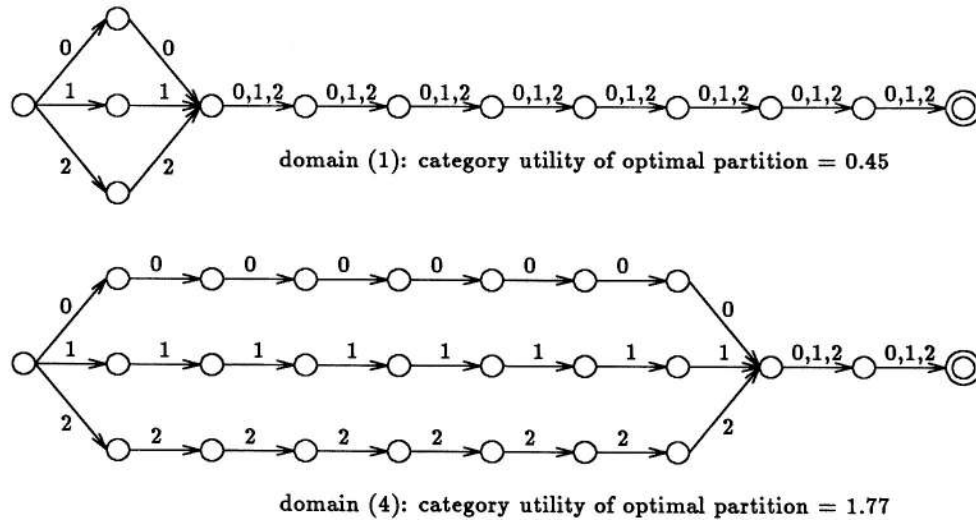 0 0
1 1 0,1,2 0,1,2 0,1,2 0,1,2 0,1,2 0,1,2 0,1,2 0,1,2
2 2
domain (1): category utility of optimal partition = 0.45
0 0 0 0 0 0
0 0
1 1 1 1 1 1 1 1 0,1,2 0,1,2
2 2
2 2 2 2 2 2
domain (4): category utility of optimal partition = 1.77